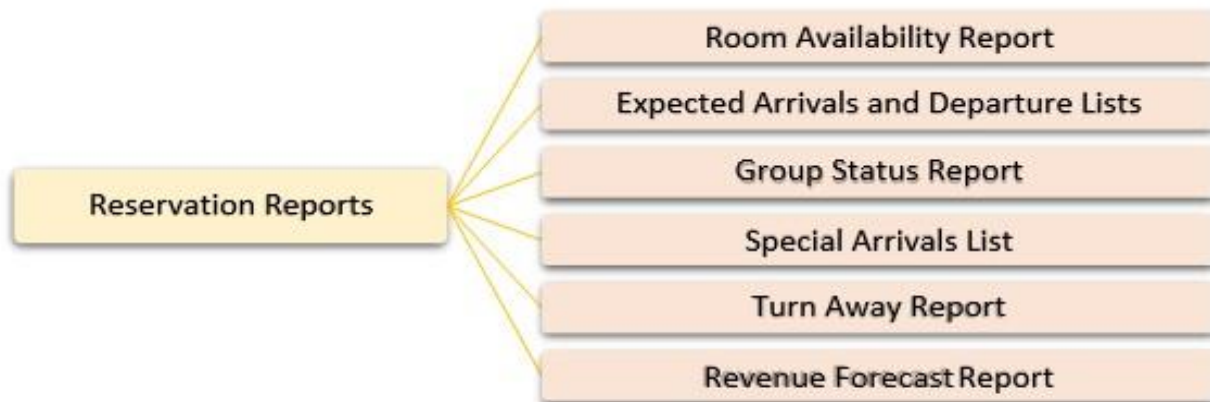 Room Availability Report
Expected Arrivals and Departure Lists
Group Status Report
Reservation Reports
Special Arrivals List
Turn Away Report
Revenue Forecast Report